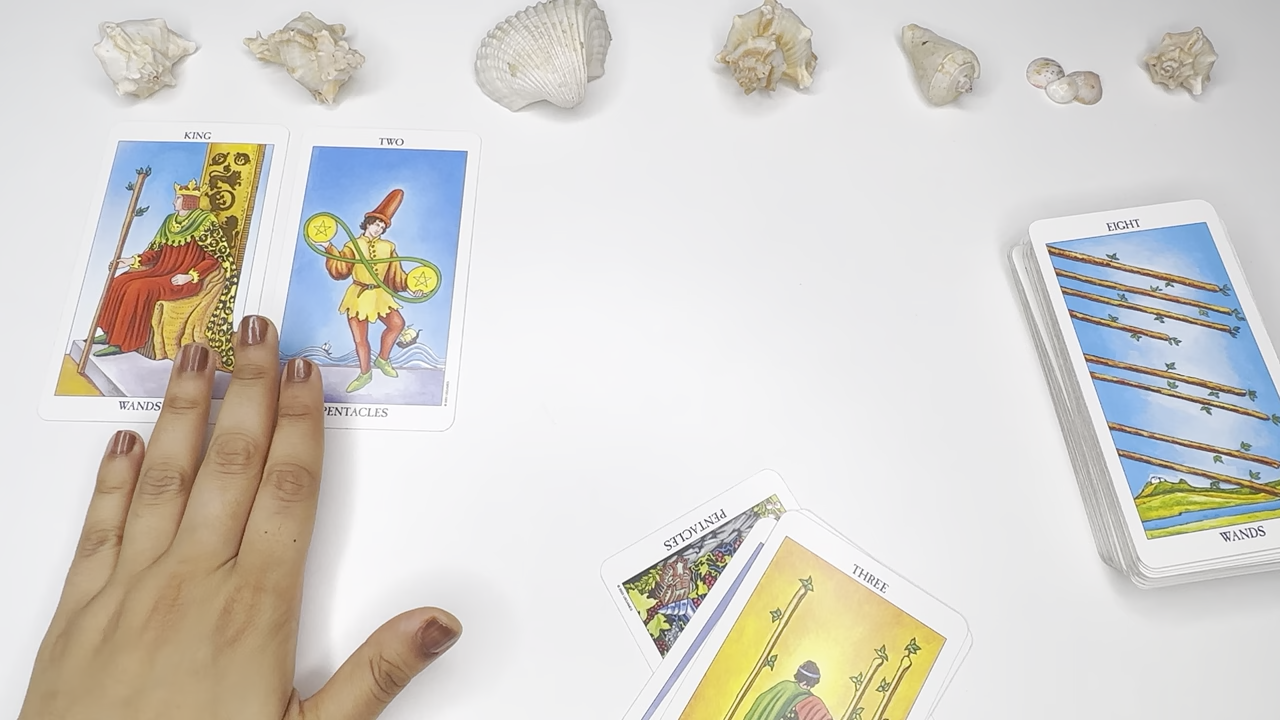 KING
WANDS
TWO
PENTACLES
EIGHT
WANDS
PENTACLES
THREE